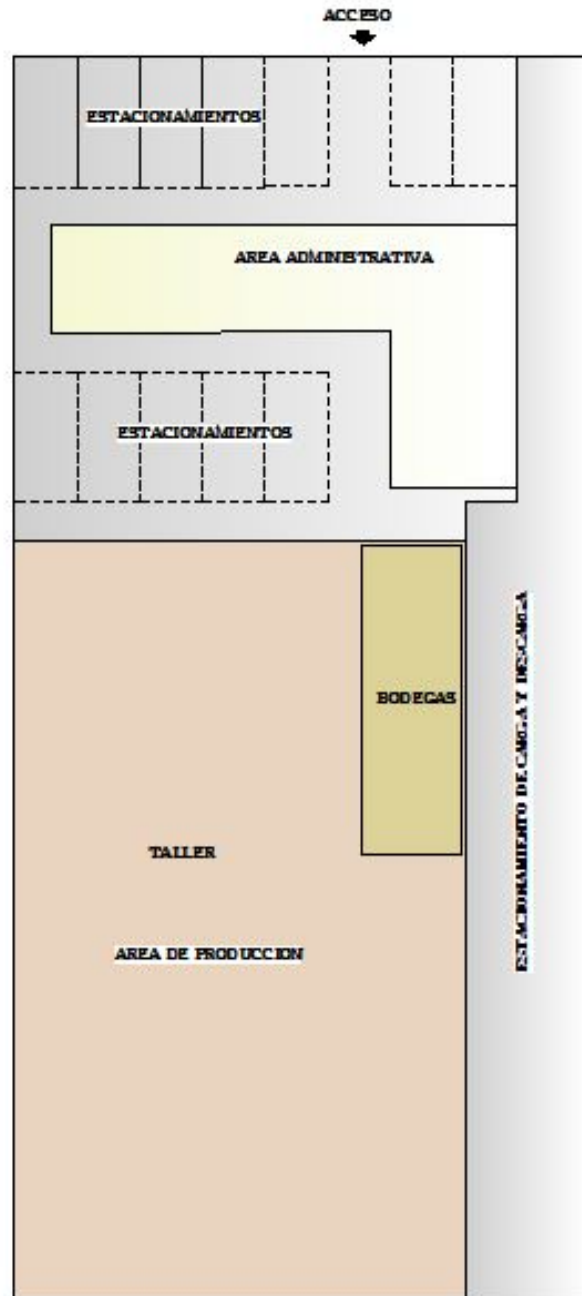 ACCESO
ESTACIONAMIENTOS
AREA ADMINISTRATIVA
ESTACIONAMIENTOS
BODEGAS
ESTACIONAMIENTO DE CARGA Y DESCARGA
TALLER
AREA DE PRODUCCION